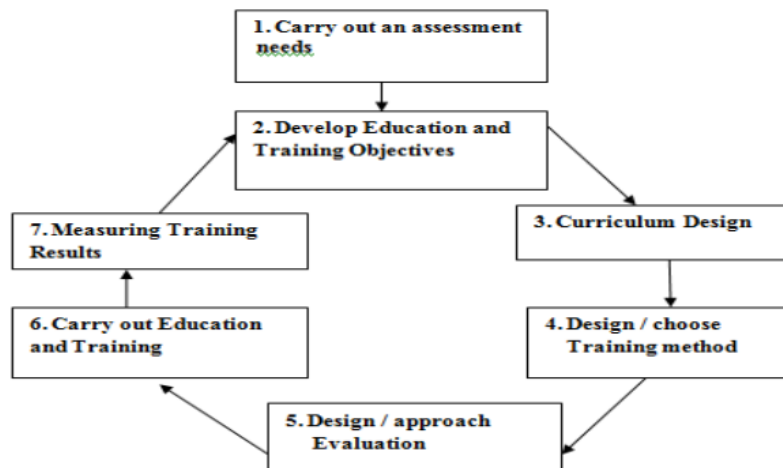 1. Carry out an assessment
needs
2. Develop Education and
Training Objectives
3. Curriculum Design
4. Design / choose
Training method
5. Design / approach
Evaluation
6. Carry out Education
and Training
7. Measuring Training
Results